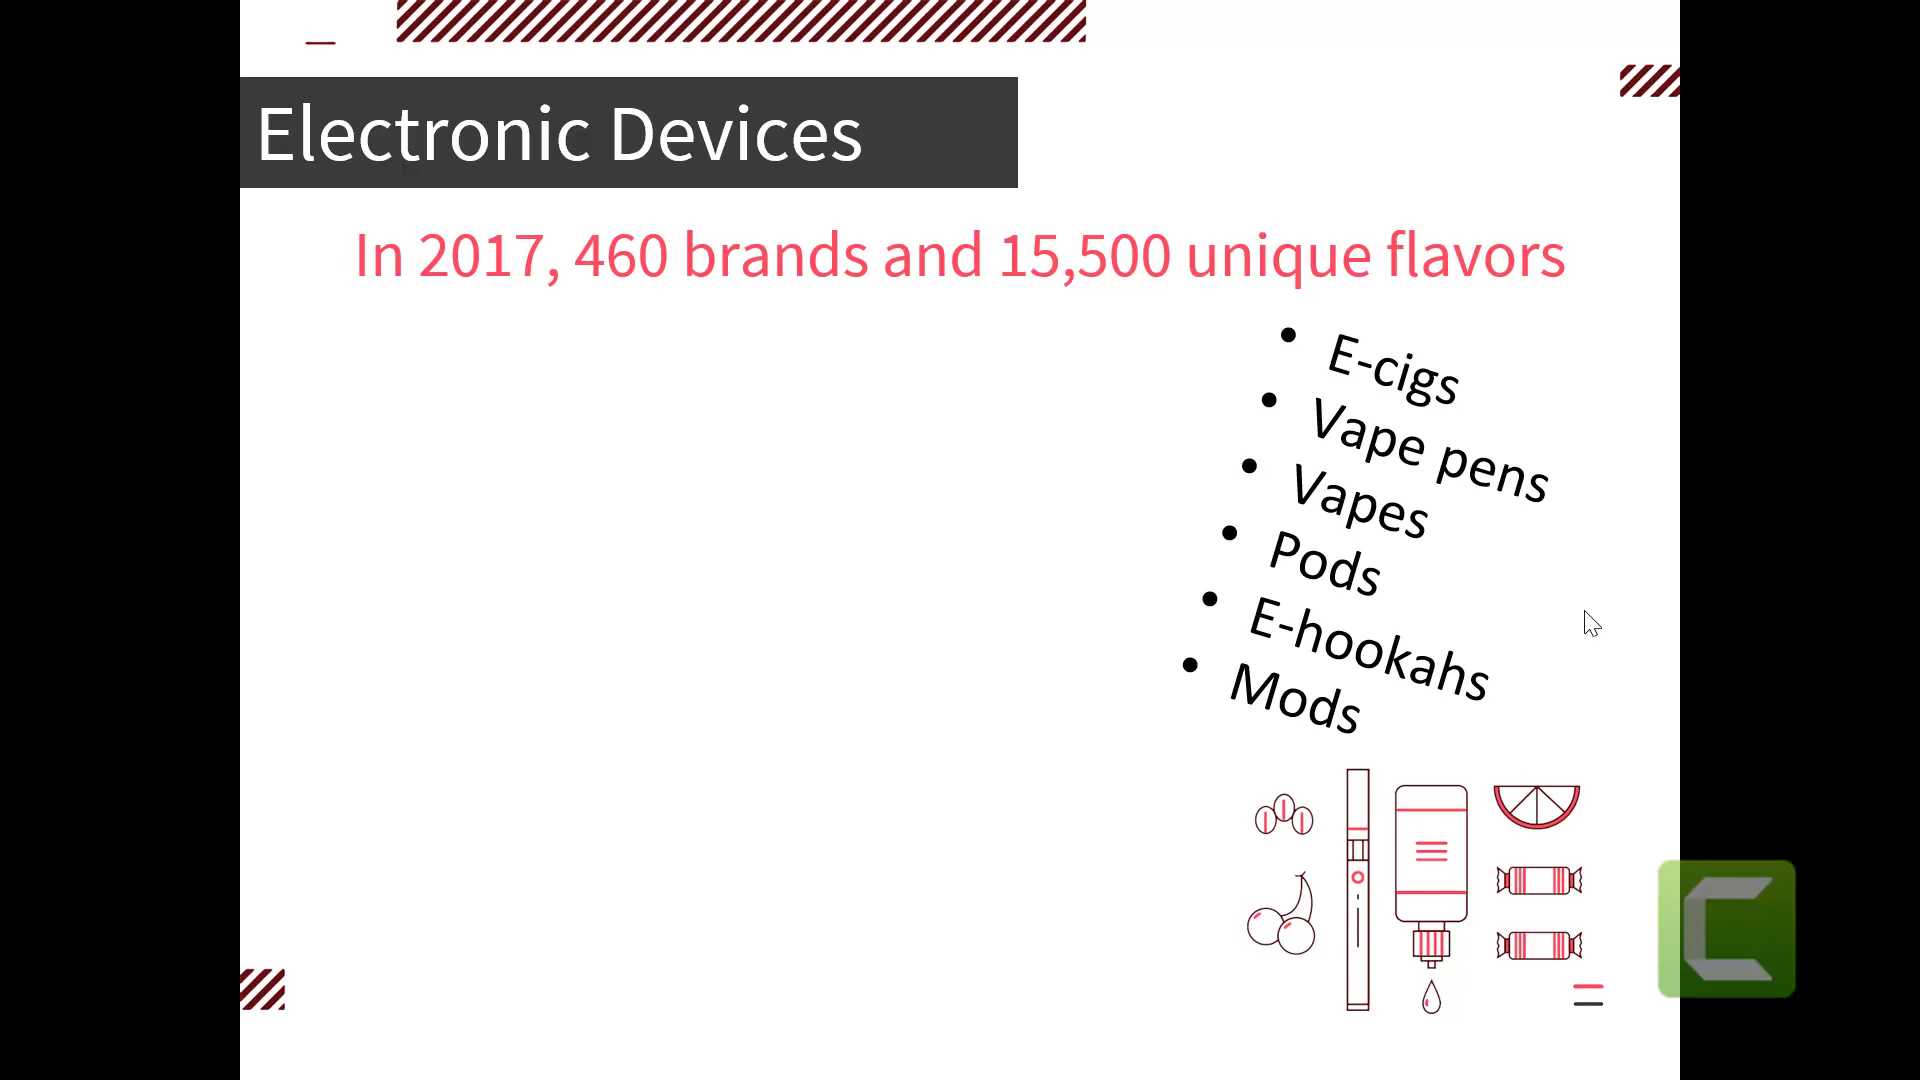 Electronic Devices
In 2017, 460 brands and 15,500 unique flavors
• E-cigs
• Vape pens
• Vapes
• Pods
• E-hookahs
• Mods